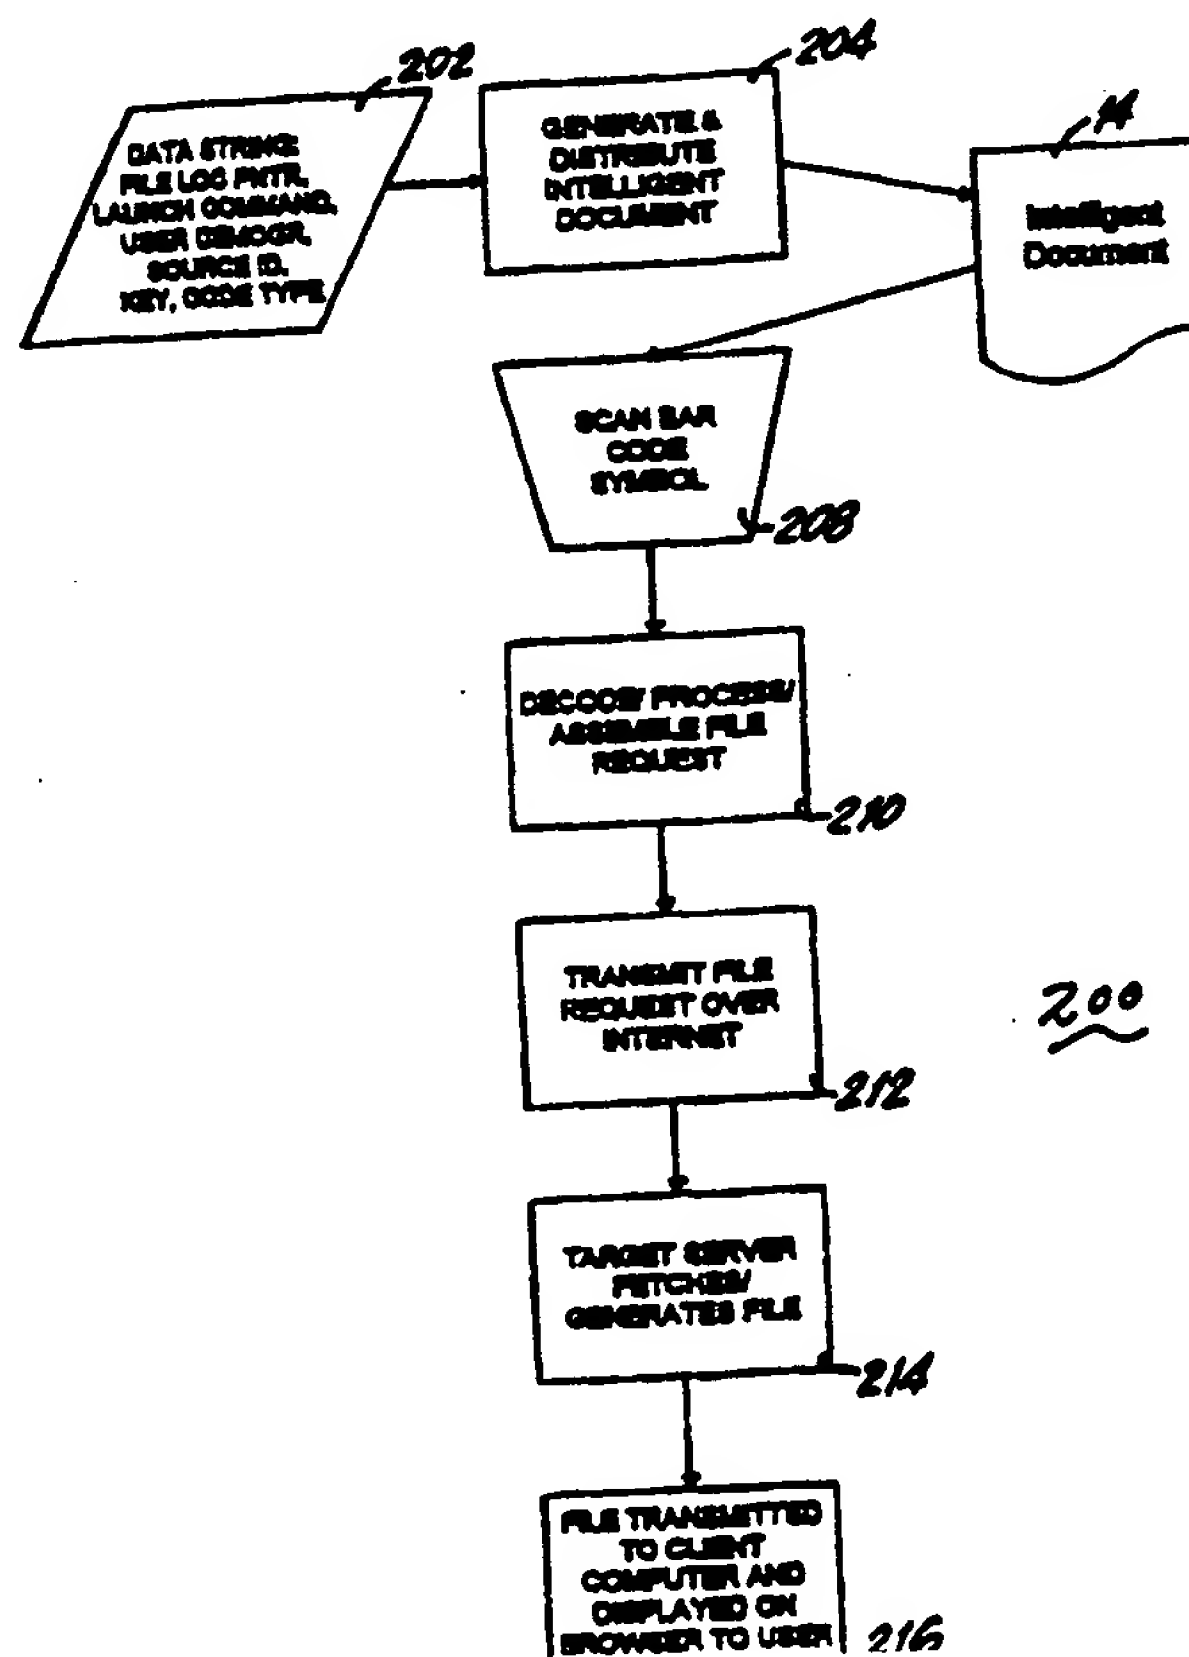 202
DATA STRING:
FILE LOC PNTR,
LAUNCH COMMAND,
USER DEMOGR,
SOURCE ID,
KEY, CODE TYPE
204
GENERATE &
DISTRIBUTE
INTELLIGENT
DOCUMENT
14
Intelligent
Document
SCAN BAR
CODE
SYMBOL
208
DECODE/ PROCESS/
ASSEMBLE FILE
REQUEST
210
TRANSMIT FILE
REQUEST OVER
INTERNET
212
200
TARGET SERVER
FETCHES/
GENERATES FILE
214
FILE TRANSMITTED
TO CLIENT
COMPUTER AND
DISPLAYED ON
BROWSER TO USER
216